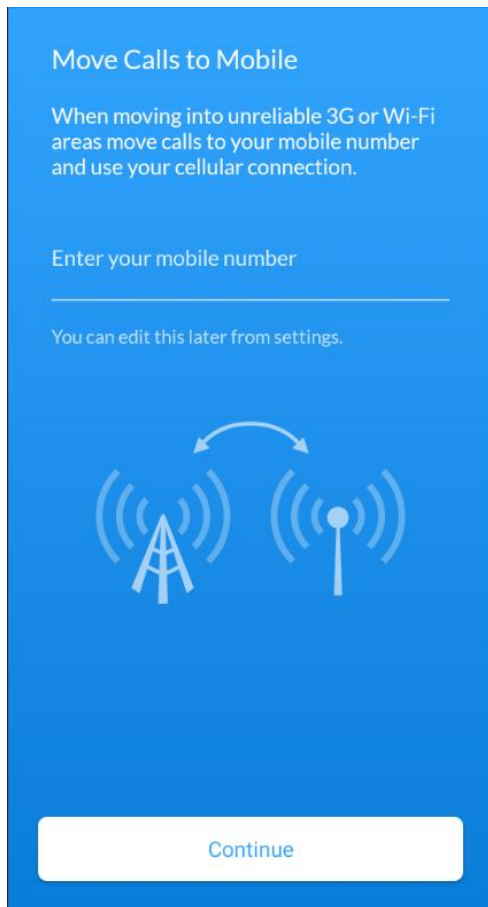 Move Calls to Mobile
When moving into unreliable 3G or Wi-Fi
areas move calls to your mobile number
and use your cellular connection.
Enter your mobile number
You can edit this later from settings.
Continue